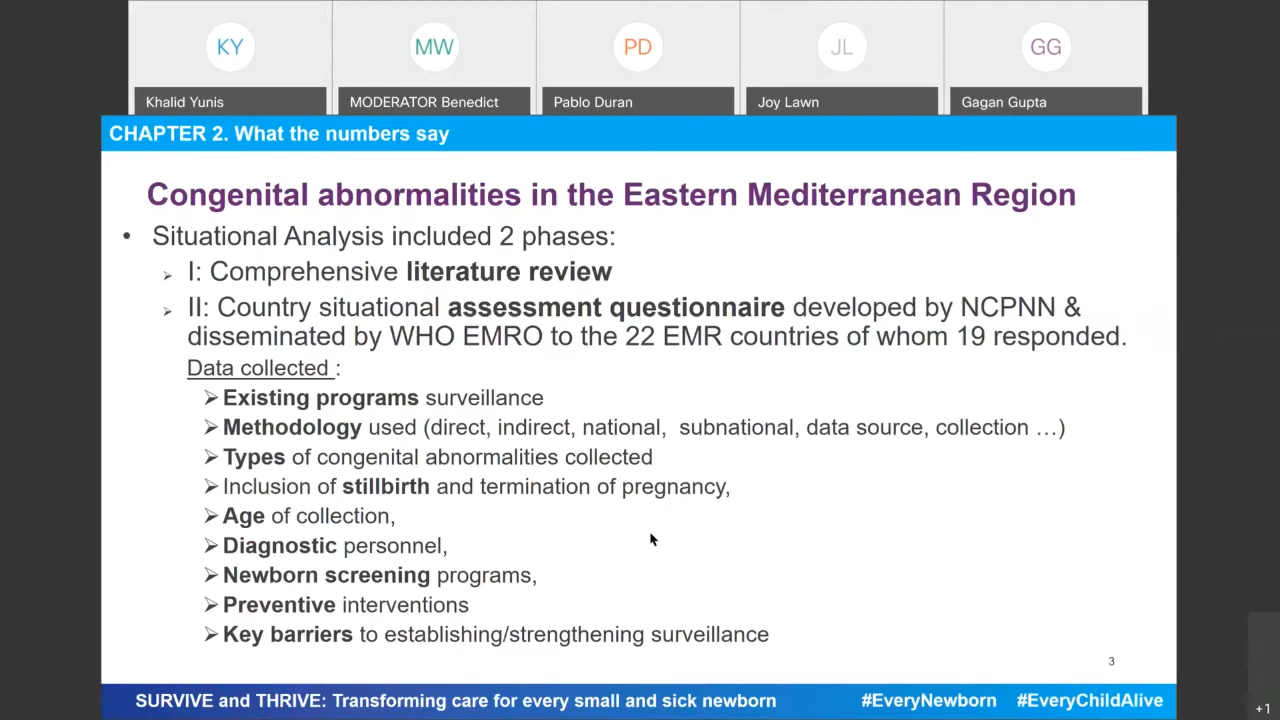 KY
MW
PD
JL
GG
Khalid Yunis
MODERATOR Benedict
Pablo Duran
Joy Lawn
Gagan Gupta
CHAPTER 2. What the numbers say
Congenital abnormalities in the Eastern Mediterranean Region
• Situational Analysis included 2 phases:
➢ I: Comprehensive literature review
➢ II: Country situational assessment questionnaire developed by NCPNN &
disseminated by WHO EMRO to the 22 EMR countries of whom 19 responded.
Data collected :
➢ Existing programs surveillance
➢ Methodology used (direct, indirect, national, subnational, data source, collection …)
➢ Types of congenital abnormalities collected
➢ Inclusion of stillbirth and termination of pregnancy,
➢ Age of collection,
➢ Diagnostic personnel,
➢ Newborn screening programs,
➢ Preventive interventions
➢ Key barriers to establishing/strengthening surveillance
3
SURVIVE and THRIVE: Transforming care for every small and sick newborn
#EveryNewborn #EveryChildAlive
+1